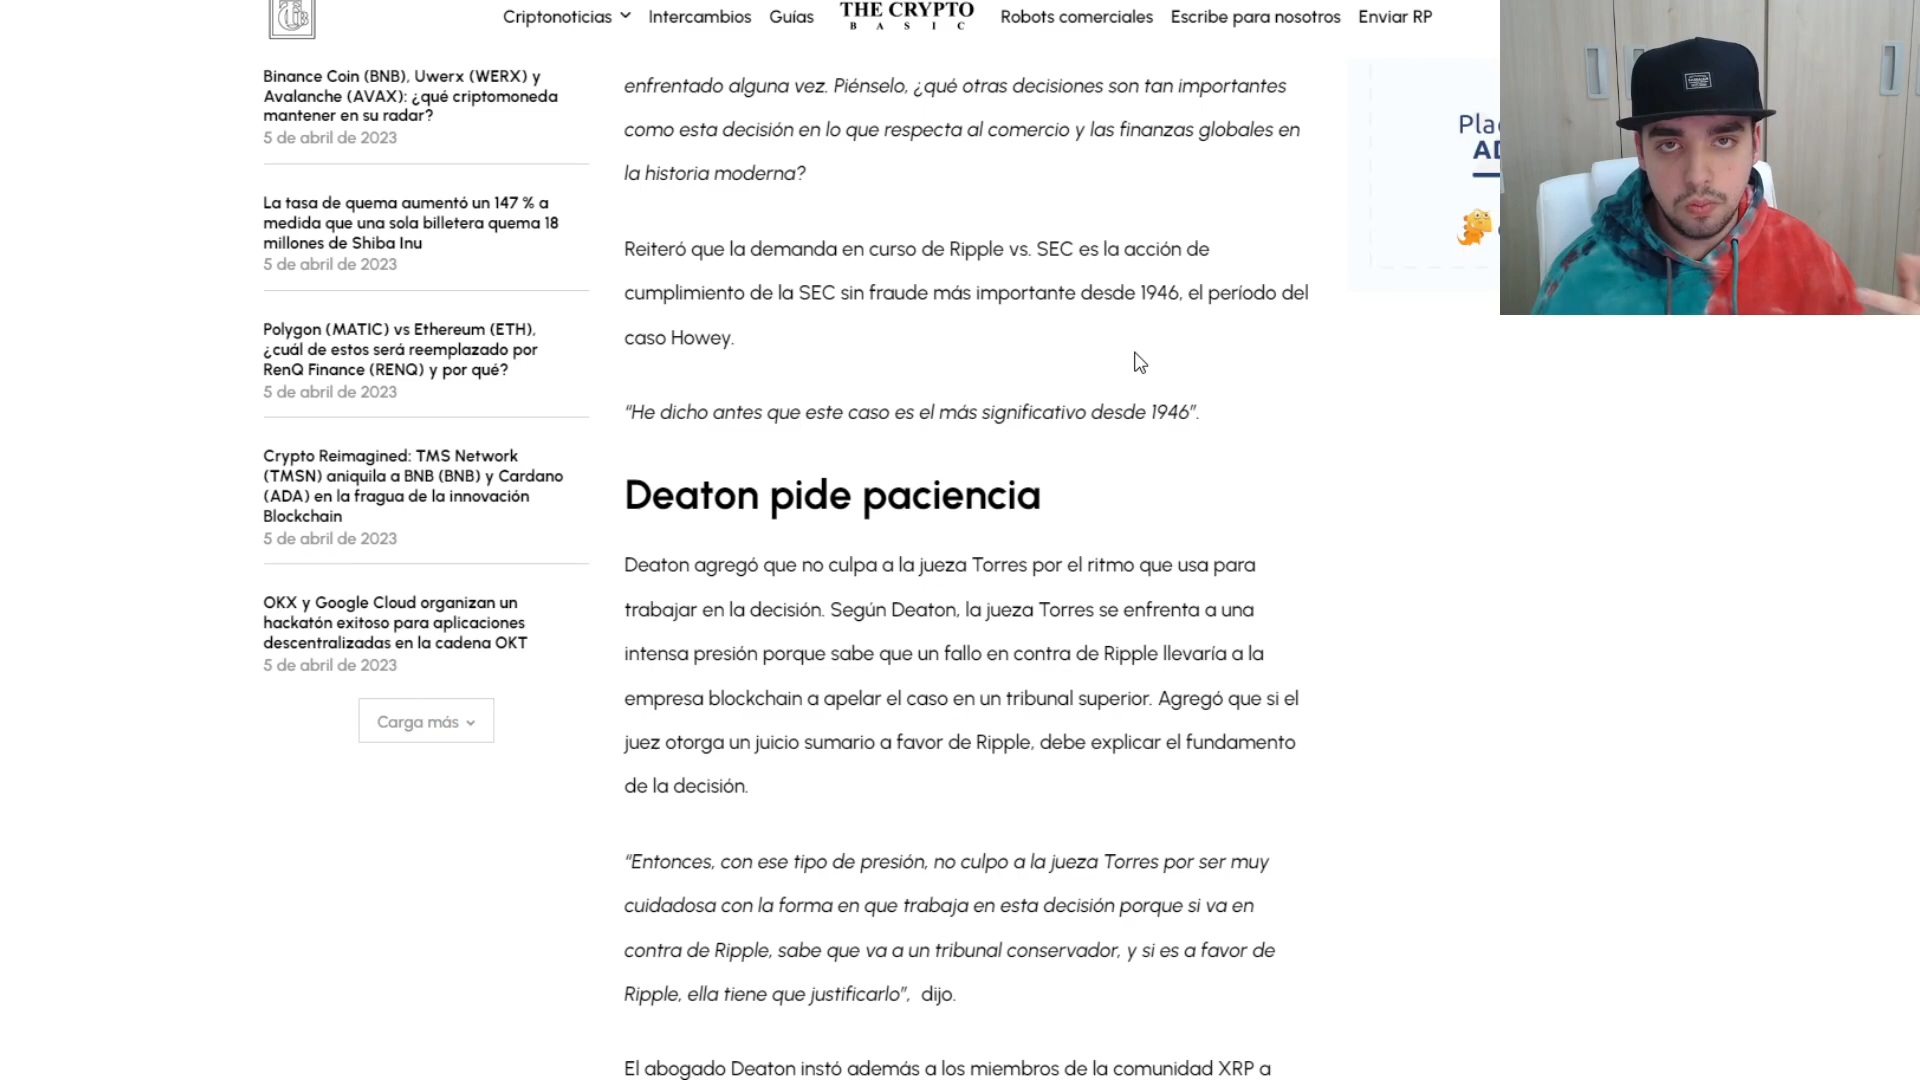 Criptonoticias
Intercambios
Guías
THE CRYPTO
B A S I C
Robots comerciales
Escribe para nosotros
Enviar RP
Binance Coin (BNB), Uwerx (WERX) y
Avalanche (AVAX): ¿qué criptomoneda
mantener en su radar?
5 de abril de 2023
La tasa de quema aumentó un 147 % a
medida que una sola billetera quema 18
millones de Shiba Inu
5 de abril de 2023
Polygon (MATIC) vs Ethereum (ETH),
¿cuál de estos será reemplazado por
RenQ Finance (RENQ) y por qué?
5 de abril de 2023
Crypto Reimagined: TMS Network
(TMSN) aniquila a BNB (BNB) y Cardano
(ADA) en la fragua de la innovación
Blockchain
5 de abril de 2023
OKX y Google Cloud organizan un
hackatón exitoso para aplicaciones
descentralizadas en la cadena OKT
5 de abril de 2023
Carga más
enfrentado alguna vez. Piénselo, ¿qué otras decisiones son tan importantes
como esta decisión en lo que respecta al comercio y las finanzas globales en
la historia moderna?
Reiteró que la demanda en curso de Ripple vs. SEC es la acción de
cumplimiento de la SEC sin fraude más importante desde 1946, el período del
caso Howey.
“He dicho antes que este caso es el más significativo desde 1946”.
Deaton pide paciencia
Deaton agregó que no culpa a la jueza Torres por el ritmo que usa para
trabajar en la decisión. Según Deaton, la jueza Torres se enfrenta a una
intensa presión porque sabe que un fallo en contra de Ripple llevaría a la
empresa blockchain a apelar el caso en un tribunal superior. Agregó que si el
juez otorga un juicio sumario a favor de Ripple, debe explicar el fundamento
de la decisión.
“Entonces, con ese tipo de presión, no culpo a la jueza Torres por ser muy
cuidadosa con la forma en que trabaja en esta decisión porque si va en
contra de Ripple, sabe que va a un tribunal conservador, y si es a favor de
Ripple, ella tiene que justificarlo”, dijo.
El abogado Deaton instó además a los miembros de la comunidad XRP a